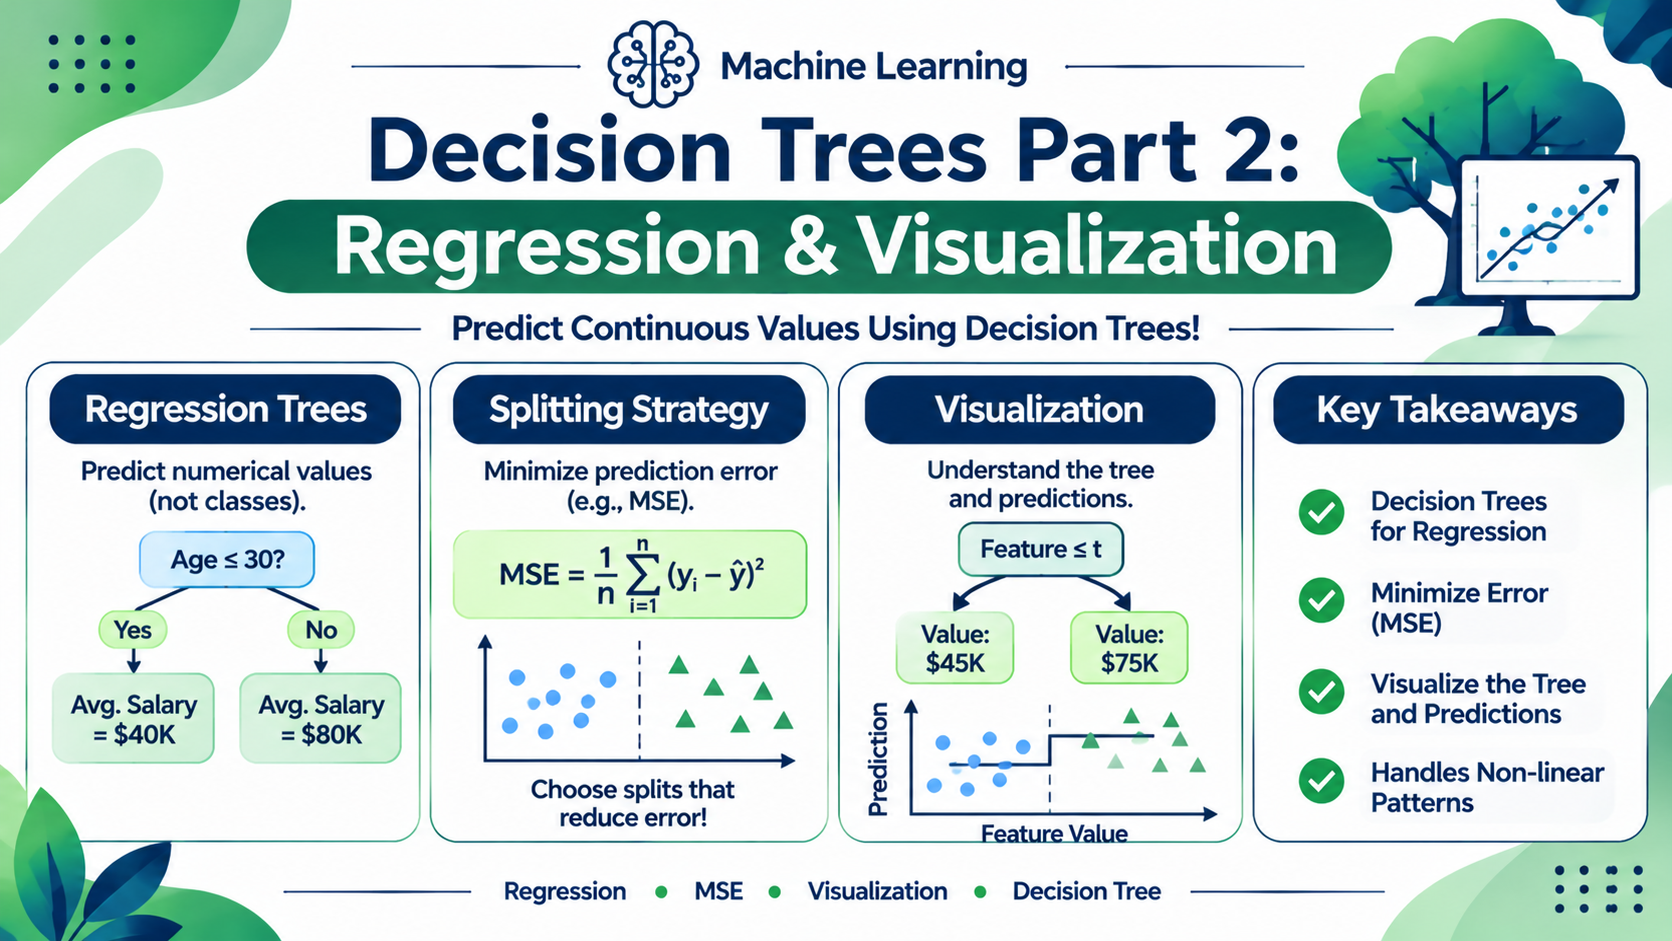 Machine Learning
Decision Trees Part 2:
Regression & Visualization
Predict Continuous Values Using Decision Trees!
Regression Trees
Predict numerical values
(not classes).
Age ≤ 30?
Yes
No
Avg. Salary
= $40K
Avg. Salary
= $80K
Splitting Strategy
Minimize prediction error
(e.g., MSE).
MSE = 1/n ∑ i=1 n (yᵢ – ŷ)²
Choose splits that
reduce error!
Visualization
Understand the tree
and predictions.
Feature ≤ t
Value:
$45K
Value:
$75K
Prediction
Feature Value
Key Takeaways
Decision Trees
for Regression
Minimize Error
(MSE)
Visualize the Tree
and Predictions
Handles Non-linear
Patterns
Regression • MSE • Visualization • Decision Tree